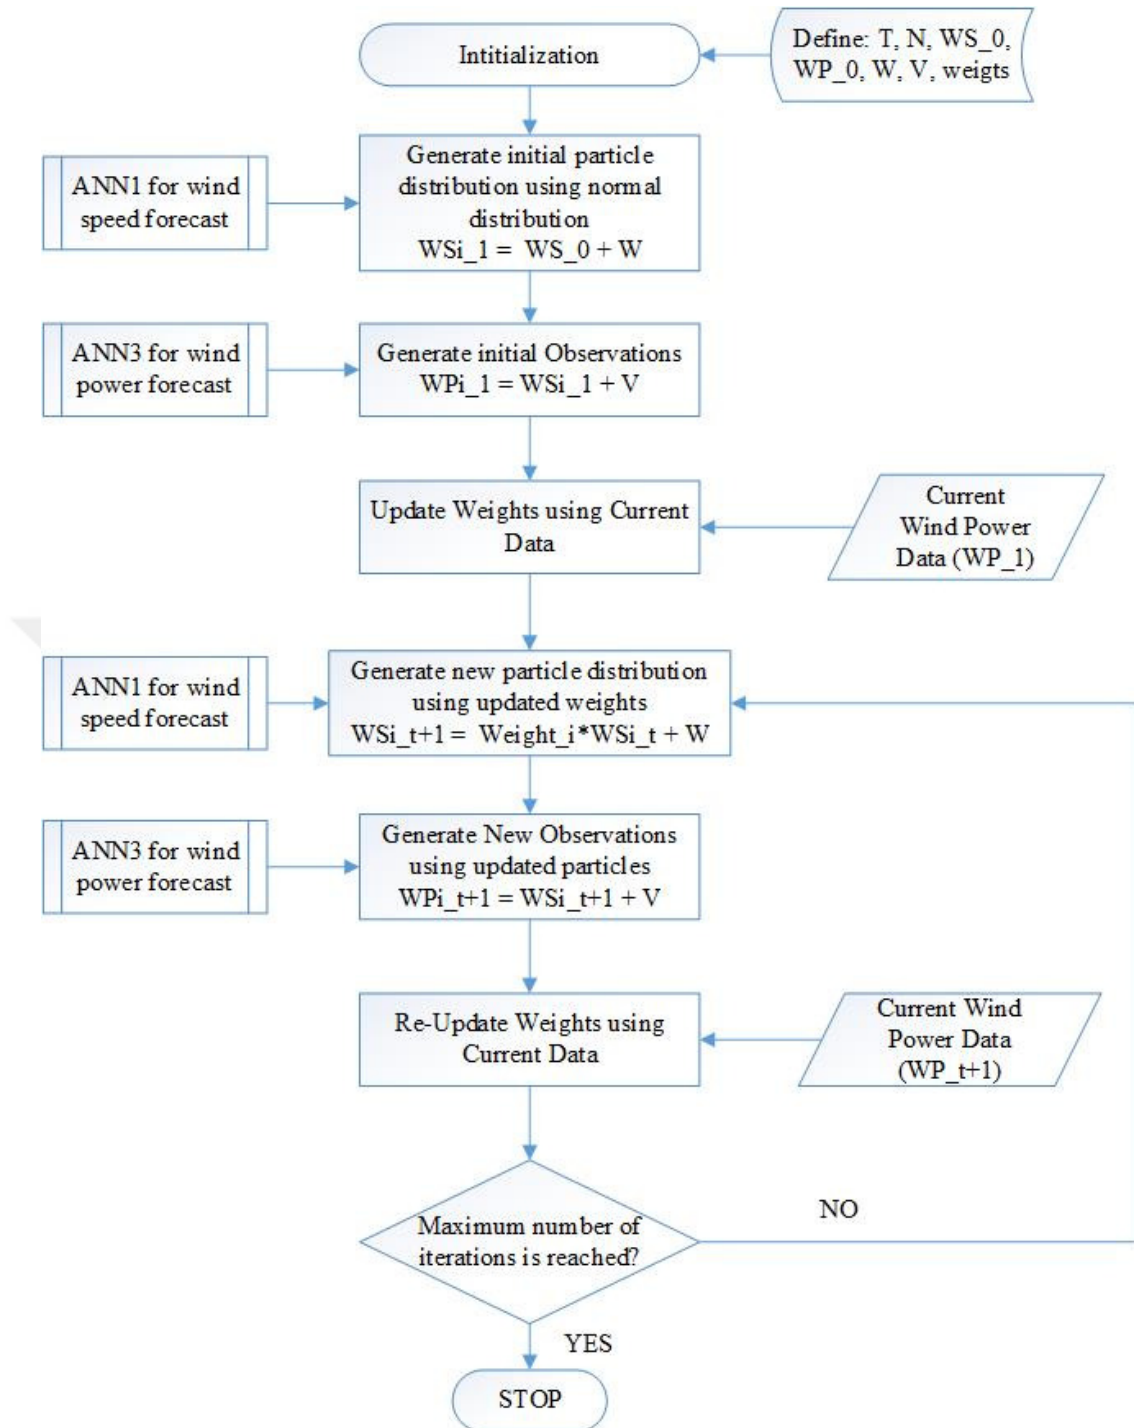 Intitialization
Define: T, N, WS_0,
WP_0, W, V, weigts
ANN1 for wind
speed forecast
Generate initial particle
distribution using normal
distribution
WSi_1 = WS_0 + W
ANN3 for wind
power forecast
Generate initial Observations
WPi_1 = WSi_1 + V
Update Weights using Current
Data
Current
Wind Power
Data (WP_1)
ANN1 for wind
speed forecast
Generate new particle distribution
using updated weights
WSi_t+1 = Weight_i*WSi_t + W
ANN3 for wind
power forecast
Generate New Observations
using updated particles
WPi_t+1 = WSi_t+1 + V
Re-Update Weights using
Current Data
Current Wind
Power Data
(WP_t+1)
Maximum number of
iterations is reached?
NO
YES
STOP